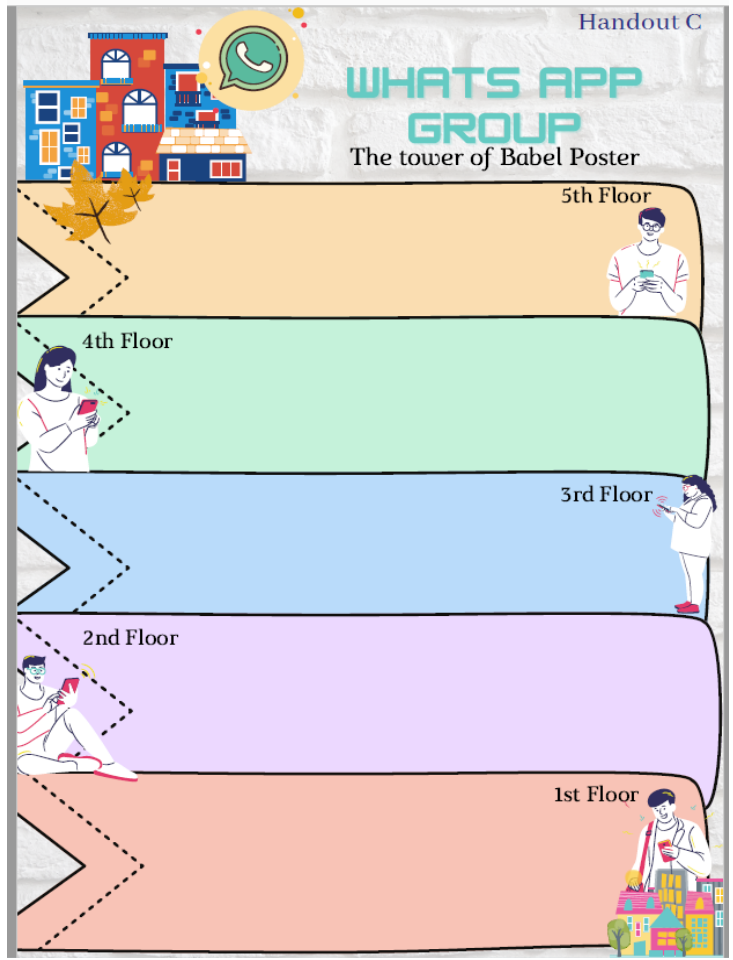 Handout C
WHATS APP
GROUP
The tower of Babel Poster
5th Floor
4th Floor
3rd Floor
2nd Floor
1st Floor